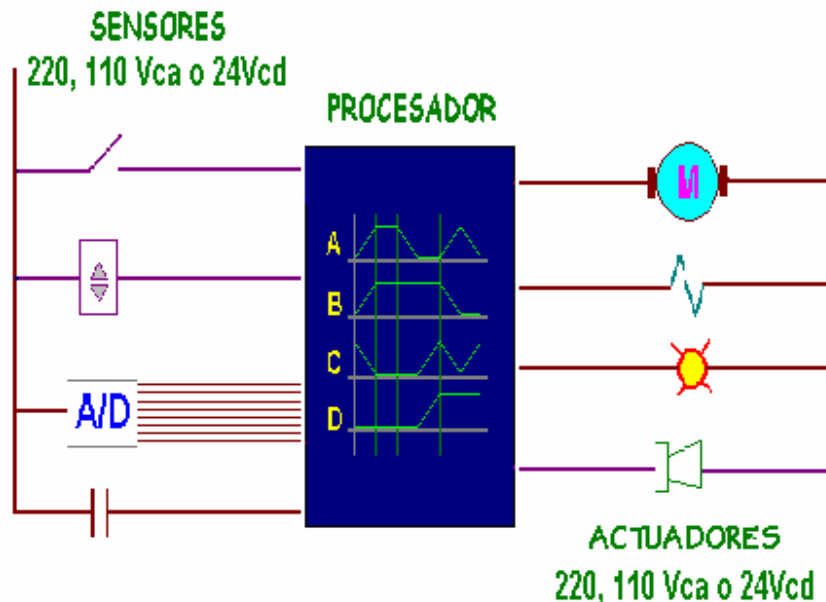 SENSORES
220, 110 Vca o 24Vcd
PROCESADOR
A
B
C
D
A/D
M
ACTUADORES
220, 110 Vca o 24Vcd